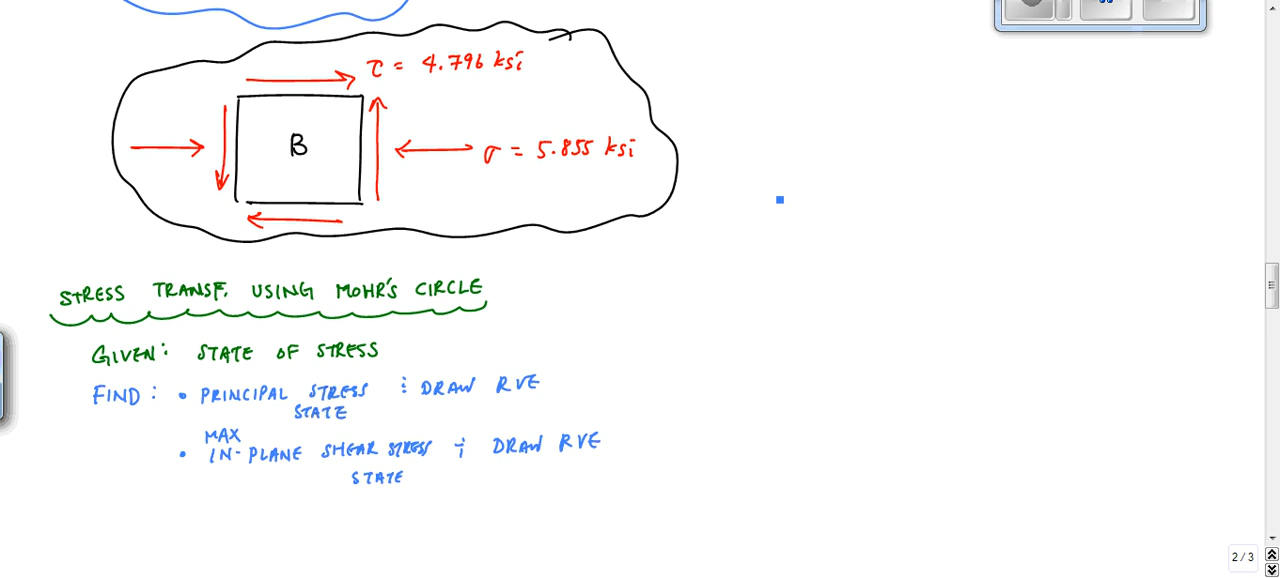 τ = 4.796 ksi
B
σ = 5.855 ksi
STRESS TRANSF. USING MOHR'S CIRCLE
GIVEN: STATE OF STRESS
FIND: • PRINCIPAL STRESS STATE ; DRAW RVE
• MAX IN-PLANE SHEAR STRESS STATE ; DRAW RVE
2 / 3